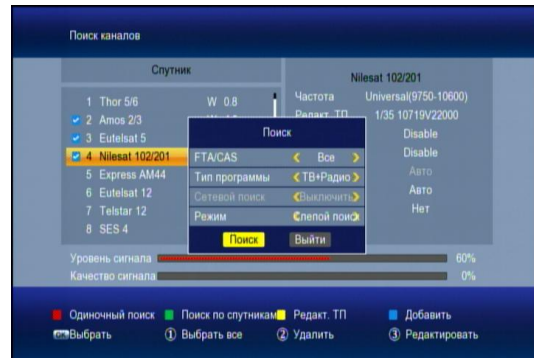 Поиск каналов
Спутник
1 Thor 5/6 W 0.8
2 Amos 2/3
3 Eutelsat 5
4 Nilesat 102/201
5 Express AM44
6 Eutelsat 12
7 Telstar 12
8 SES 4
Nilesat 102/201
Частота Universal(9750-10600)
Редакт. ТП 1/35 10719V22000
Disable
Disable
Авто
Авто
Нет
Поиск
FTA/CAS Все
Тип программы ТВ+Радио
Сетевой поиск Выключить
Режим Слепой поиск
Поиск Выйти
Уровень сигнала 60%
Качество сигнала 0%
Одиночный поиск Поиск по спутникам Редакт. ТП Добавить
OK Выбрать 1 Выбрать все 2 Удалить 3 Редактировать